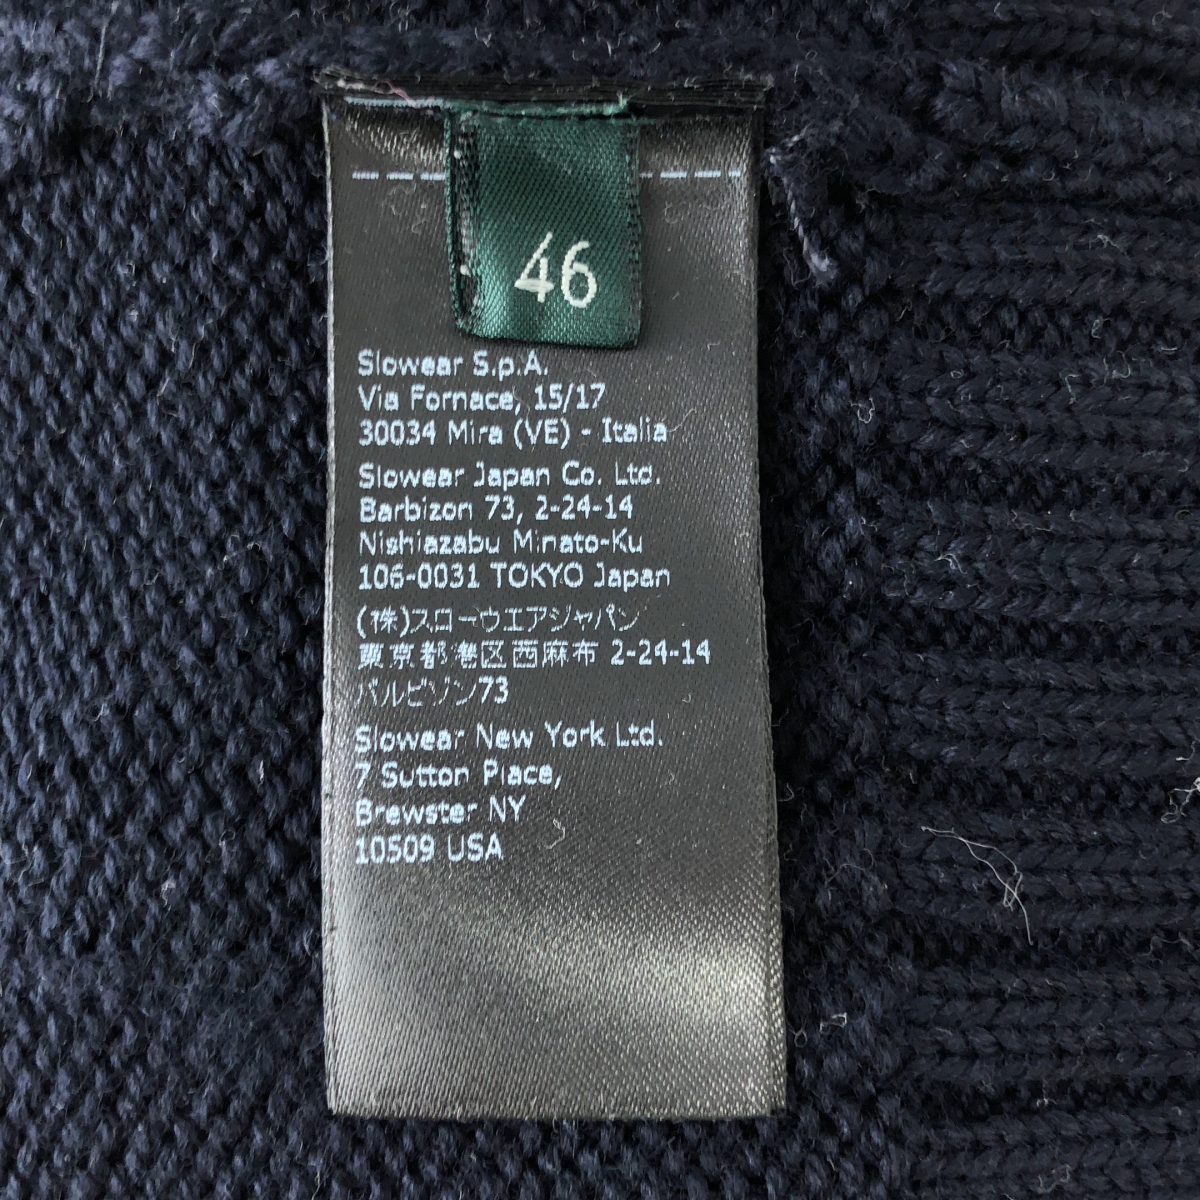 46
Slowear S.p.A.
Via Fornace, 15/17
30034 Mira (VE) - Italia
Slowear Japan Co. Ltd.
Barbizon 73, 2-24-14
Nishiazabu Minato-Ku
106-0031 TOKYO Japan
(株)スローウエアジャパン
東京都港区西麻布 2-24-14
バルビゾン73
Slowear New York Ltd.
7 Sutton Place,
Brewster NY
10509 USA